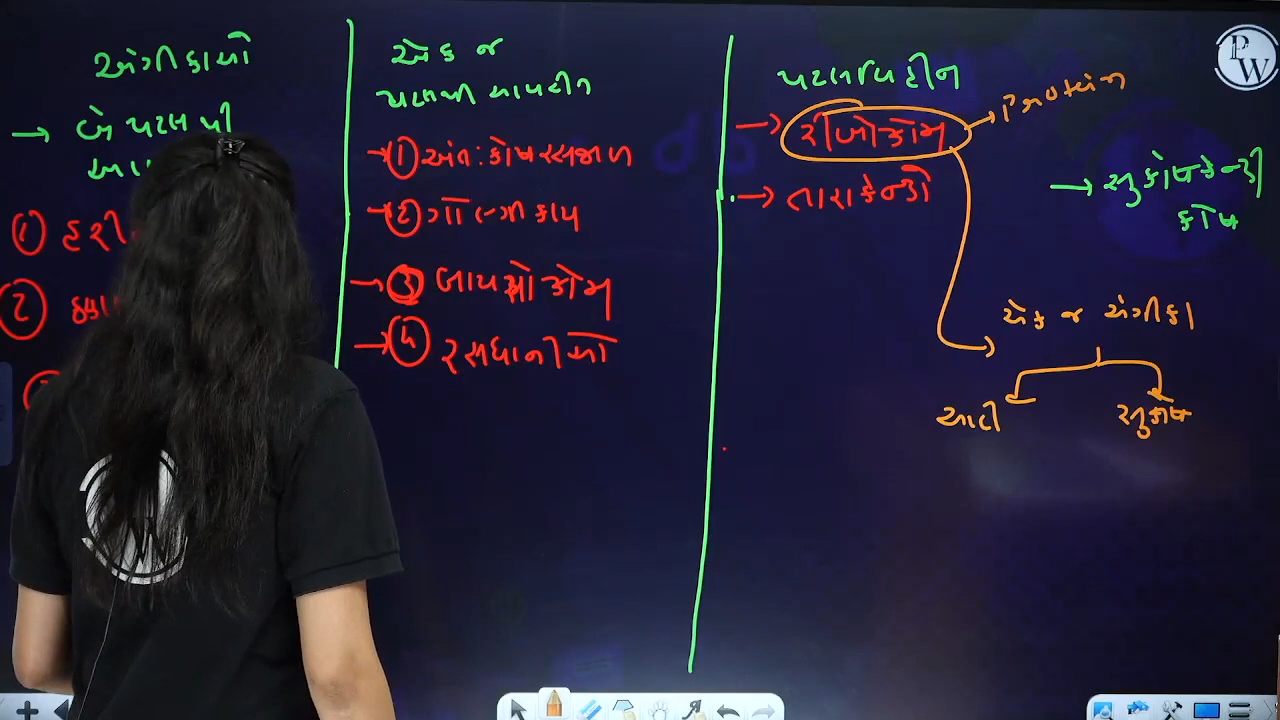 અંગીકાઓ
→ બે પટલ થી
① હરી
②
એક જ
પટલથી આવરીત
→ ① અંત:કોષરસજાળ
→ ② ગોલ્ગીકાય
→ ③ લાયસોઝોમ
→ ④ રસધાનીઓ
પટલવિહીન
→ રીબોઝોમ → Protein
→ તારાકેન્દ્રો
→ સુકોષકેન્દ્રી
કોષ
એક જ અંગીકા
આદી સુકોષ
PW